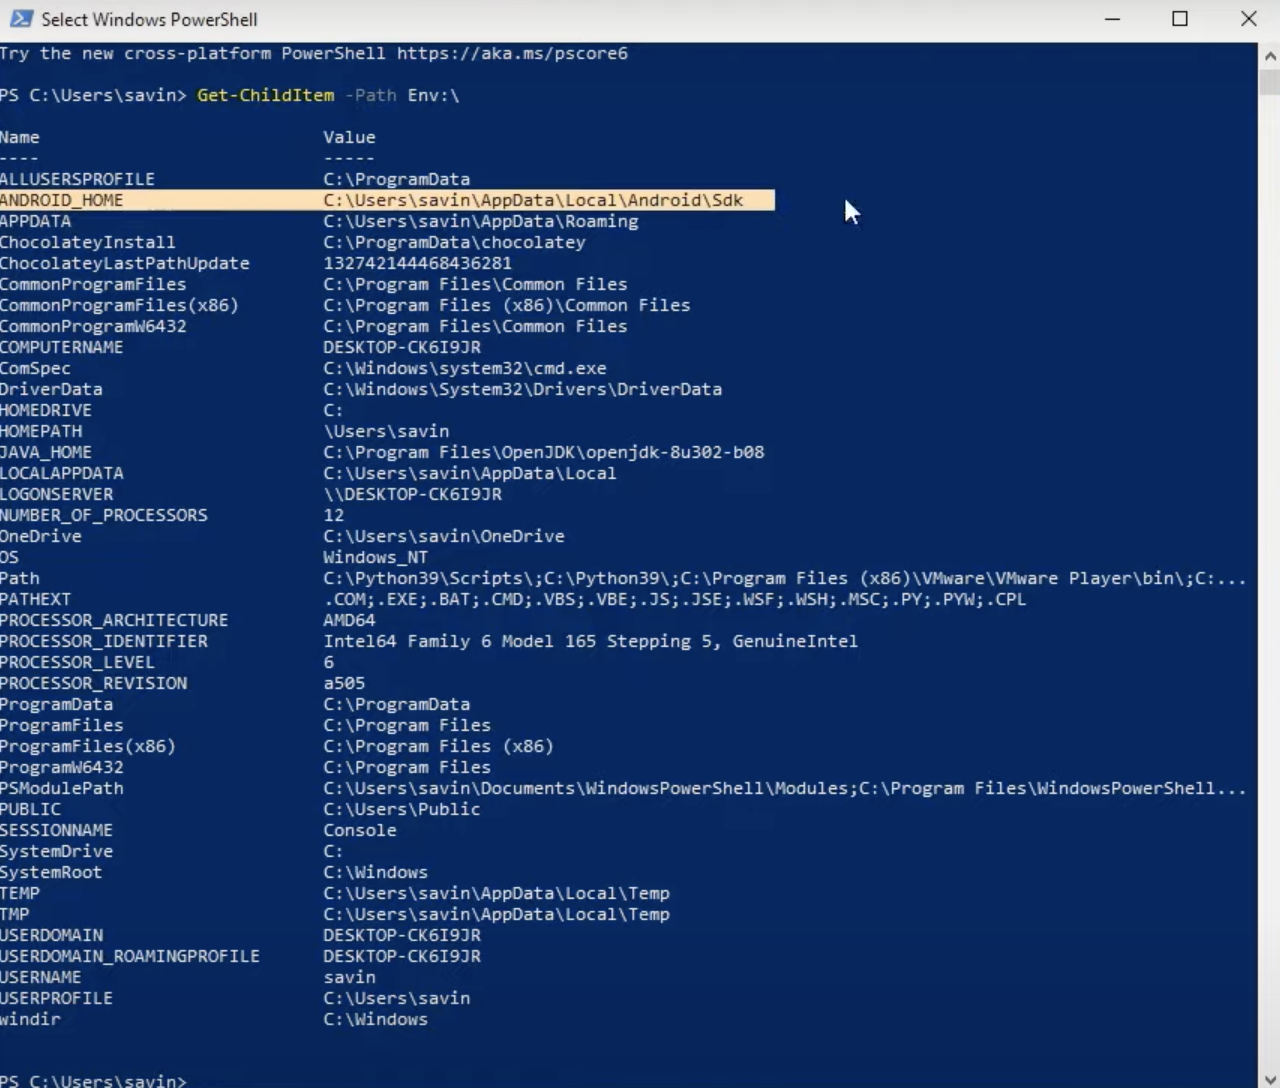 Select Windows PowerShell
Try the new cross-platform PowerShell https://aka.ms/pscore6
PS C:\Users\savin> Get-ChildItem -Path Env:\
Name Value
---- -----
ALLUSERSPROFILE C:\ProgramData
ANDROID_HOME C:\Users\savin\AppData\Local\Android\Sdk
APPDATA C:\Users\savin\AppData\Roaming
ChocolateyInstall C:\ProgramData\chocolatey
ChocolateyLastPathUpdate 132742144468436281
CommonProgramFiles C:\Program Files\Common Files
CommonProgramFiles(x86) C:\Program Files (x86)\Common Files
CommonProgramW6432 C:\Program Files\Common Files
COMPUTERNAME DESKTOP-CK6I9JR
ComSpec C:\Windows\system32\cmd.exe
DriverData C:\Windows\System32\Drivers\DriverData
HOMEDRIVE C:
HOMEPATH \Users\savin
JAVA_HOME C:\Program Files\OpenJDK\openjdk-8u302-b08
LOCALAPPDATA C:\Users\savin\AppData\Local
LOGONSERVER \\DESKTOP-CK6I9JR
NUMBER_OF_PROCESSORS 12
OneDrive C:\Users\savin\OneDrive
OS Windows_NT
Path C:\Python39\Scripts\;C:\Python39\;C:\Program Files (x86)\VMware\VMware Player\bin\;C:...
PATHEXT .COM;.EXE;.BAT;.CMD;.VBS;.VBE;.JS;.JSE;.WSF;.WSH;.MSC;.PY;.PYW;.CPL
PROCESSOR_ARCHITECTURE AMD64
PROCESSOR_IDENTIFIER Intel64 Family 6 Model 165 Stepping 5, GenuineIntel
PROCESSOR_LEVEL 6
PROCESSOR_REVISION a505
ProgramData C:\ProgramData
ProgramFiles C:\Program Files
ProgramFiles(x86) C:\Program Files (x86)
ProgramW6432 C:\Program Files
PSModulePath C:\Users\savin\Documents\WindowsPowerShell\Modules;C:\Program Files\WindowsPowerShell...
PUBLIC C:\Users\Public
SESSIONNAME Console
SystemDrive C:
SystemRoot C:\Windows
TEMP C:\Users\savin\AppData\Local\Temp
TMP C:\Users\savin\AppData\Local\Temp
USERDOMAIN DESKTOP-CK6I9JR
USERDOMAIN_ROAMINGPROFILE DESKTOP-CK6I9JR
USERNAME savin
USERPROFILE C:\Users\savin
windir C:\Windows
PS C:\Users\savin>